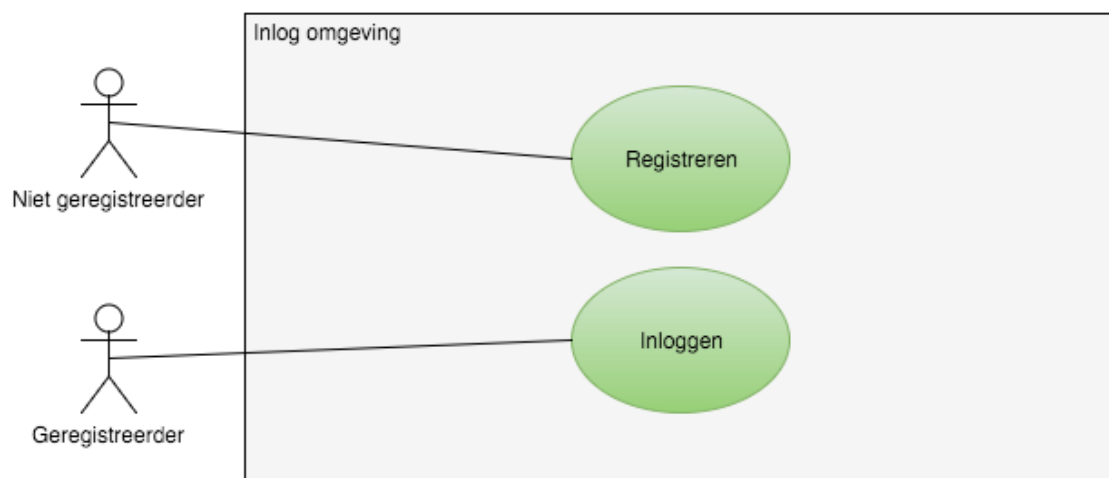 Inlog omgeving
Registreren
Niet geregistreerder
Inloggen
Geregistreerder